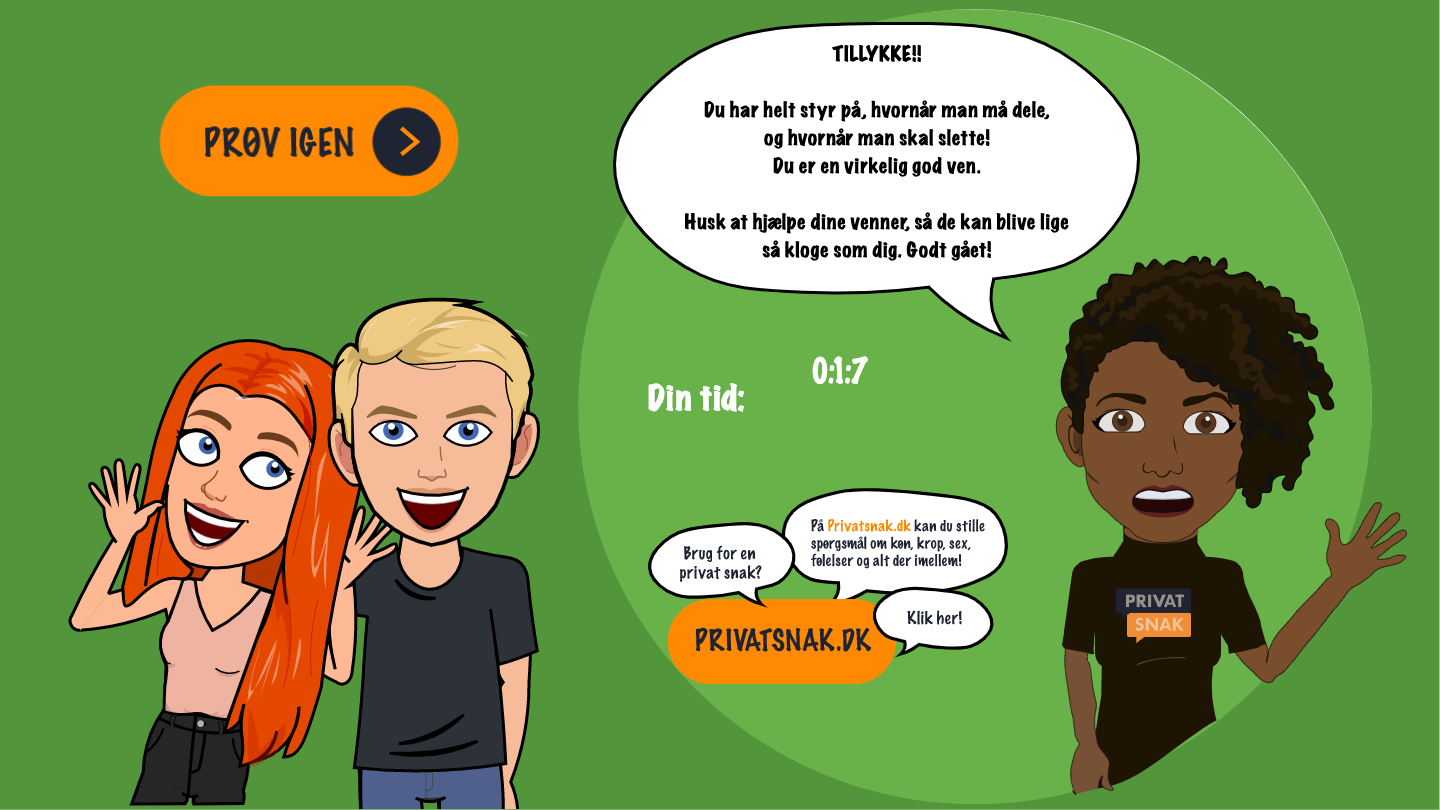 PRØV IGEN
TILLYKKE!!
Du har helt styr på, hvornår man må dele,
og hvornår man skal slette!
Du er en virkelig god ven.
Husk at hjælpe dine venner, så de kan blive lige
så kloge som dig. Godt gået!
Din tid:
0:1:7
Brug for en
privat snak?
På Privatsnak.dk kan du stille
spørgsmål om køn, krop, sex,
følelser og alt der imellem!
Klik her!
PRIVATSNAK.DK
PRIVAT
SNAK